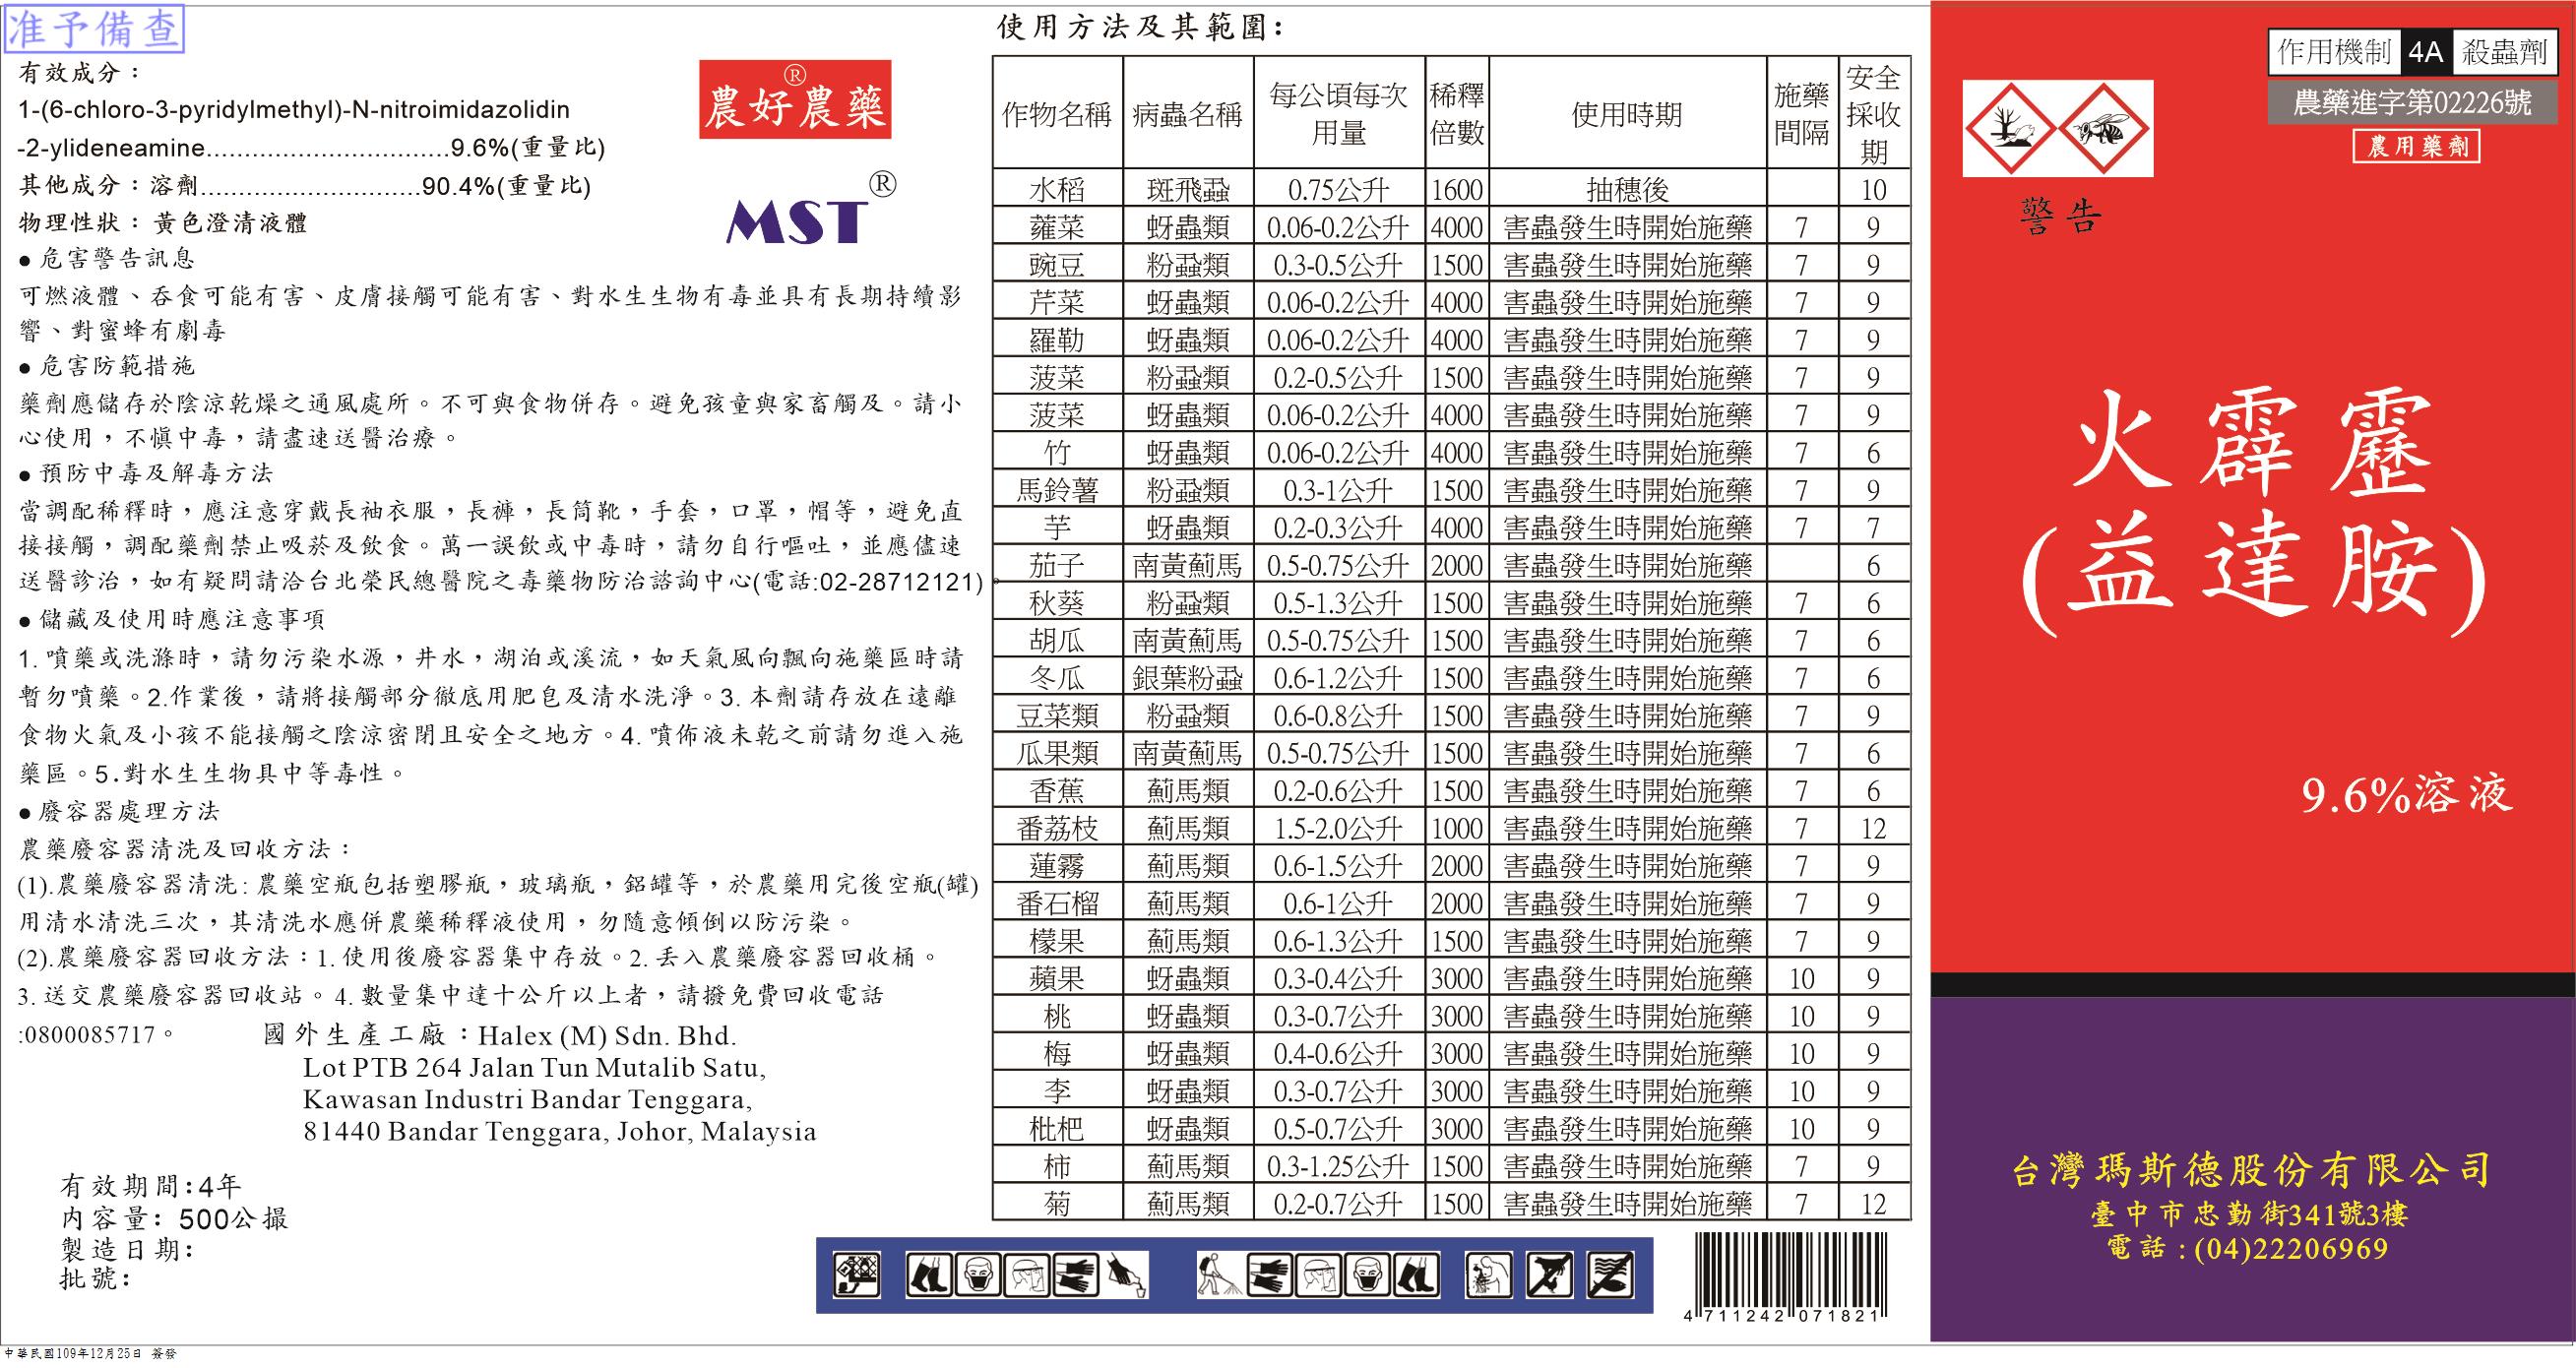 准予備查
有效成分：
1-(6-chloro-3-pyridylmethyl)-N-nitroimidazolidin
-2-ylideneamine................................9.6%(重量比)
其他成分：溶劑.............................90.4%(重量比)
物理性狀：黃色澄清液體
● 危害警告訊息
可燃液體、吞食可能有害、皮膚接觸可能有害、對水生生物有毒並具有長期持續影
響、對蜜蜂有劇毒
● 危害防範措施
藥劑應儲存於陰涼乾燥之通風處所。不可與食物併存。避免孩童與家畜觸及。請小
心使用，不慎中毒，請盡速送醫治療。
● 預防中毒及解毒方法
當調配稀釋時，應注意穿戴長袖衣服，長褲，長筒靴，手套，口罩，帽等，避免直
接接觸，調配藥劑禁止吸菸及飲食。萬一誤飲或中毒時，請勿自行嘔吐，並應儘速
送醫診治，如有疑問請洽台北榮民總醫院之毒藥物防治諮詢中心(電話:02-28712121)。
● 儲藏及使用時應注意事項
1. 噴藥或洗滌時，請勿污染水源，井水，湖泊或溪流，如天氣風向飄向施藥區時請
暫勿噴藥。2.作業後，請將接觸部分徹底用肥皂及清水洗淨。3. 本劑請存放在遠離
食物火氣及小孩不能接觸之陰涼密閉且安全之地方。4. 噴佈液未乾之前請勿進入施
藥區。5.對水生生物具中等毒性。
● 廢容器處理方法
農藥廢容器清洗及回收方法：
(1).農藥廢容器清洗: 農藥空瓶包括塑膠瓶，玻璃瓶，鋁罐等，於農藥用完後空瓶(罐)
用清水清洗三次，其清洗水應併農藥稀釋液使用，勿隨意傾倒以防污染。
(2).農藥廢容器回收方法：1. 使用後廢容器集中存放。2. 丟入農藥廢容器回收桶。
3. 送交農藥廢容器回收站。4. 數量集中達十公斤以上者，請撥免費回收電話
:0800085717。
國外生產工廠：Halex (M) Sdn. Bhd.
Lot PTB 264 Jalan Tun Mutalib Satu,
Kawasan Industri Bandar Tenggara,
81440 Bandar Tenggara, Johor, Malaysia
有效期間:4年
內容量: 500公撮
製造日期:
批號:
農好農藥®
MST®
使用方法及其範圍:
作物名稱 病蟲名稱 每公頃每次用量 稀釋倍數 使用時期 施藥間隔 安全採收期
水稻 斑飛蝨 0.75公升 1600 抽穗後 10
蕹菜 蚜蟲類 0.06-0.2公升 4000 害蟲發生時開始施藥 7 9
豌豆 粉蝨類 0.3-0.5公升 1500 害蟲發生時開始施藥 7 9
芹菜 蚜蟲類 0.06-0.2公升 4000 害蟲發生時開始施藥 7 9
羅勒 蚜蟲類 0.06-0.2公升 4000 害蟲發生時開始施藥 7 9
菠菜 粉蝨類 0.2-0.5公升 1500 害蟲發生時開始施藥 7 9
菠菜 蚜蟲類 0.06-0.2公升 4000 害蟲發生時開始施藥 7 9
竹 蚜蟲類 0.06-0.2公升 4000 害蟲發生時開始施藥 7 6
馬鈴薯 粉蝨類 0.3-1公升 1500 害蟲發生時開始施藥 7 9
芋 蚜蟲類 0.2-0.3公升 4000 害蟲發生時開始施藥 7 7
茄子 南黃薊馬 0.5-0.75公升 2000 害蟲發生時開始施藥 6
秋葵 粉蝨類 0.5-1.3公升 1500 害蟲發生時開始施藥 7 6
胡瓜 南黃薊馬 0.5-0.75公升 1500 害蟲發生時開始施藥 7 6
冬瓜 銀葉粉蝨 0.6-1.2公升 1500 害蟲發生時開始施藥 7 6
豆菜類 粉蝨類 0.6-0.8公升 1500 害蟲發生時開始施藥 7 9
瓜果類 南黃薊馬 0.5-0.75公升 1500 害蟲發生時開始施藥 7 6
香蕉 薊馬類 0.2-0.6公升 1500 害蟲發生時開始施藥 7 6
番荔枝 薊馬類 1.5-2.0公升 1000 害蟲發生時開始施藥 7 12
蓮霧 薊馬類 0.6-1.5公升 2000 害蟲發生時開始施藥 7 9
番石榴 薊馬類 0.6-1公升 2000 害蟲發生時開始施藥 7 9
檬果 薊馬類 0.6-1.3公升 1500 害蟲發生時開始施藥 7 9
蘋果 蚜蟲類 0.3-0.4公升 3000 害蟲發生時開始施藥 10 9
桃 蚜蟲類 0.3-0.7公升 3000 害蟲發生時開始施藥 10 9
梅 蚜蟲類 0.4-0.6公升 3000 害蟲發生時開始施藥 10 9
李 蚜蟲類 0.3-0.7公升 3000 害蟲發生時開始施藥 10 9
枇杷 蚜蟲類 0.5-0.7公升 3000 害蟲發生時開始施藥 10 9
柿 薊馬類 0.3-1.25公升 1500 害蟲發生時開始施藥 7 9
菊 薊馬類 0.2-0.7公升 1500 害蟲發生時開始施藥 7 12
4 711242 071821
作用機制 4A 殺蟲劑
農藥進字第02226號
農用藥劑
警告
火霹靂
(益達胺)
9.6%溶液
台灣瑪斯德股份有限公司
臺中市忠勤街341號3樓
電話:(04)22206969
中華民國109年12月25日 簽發